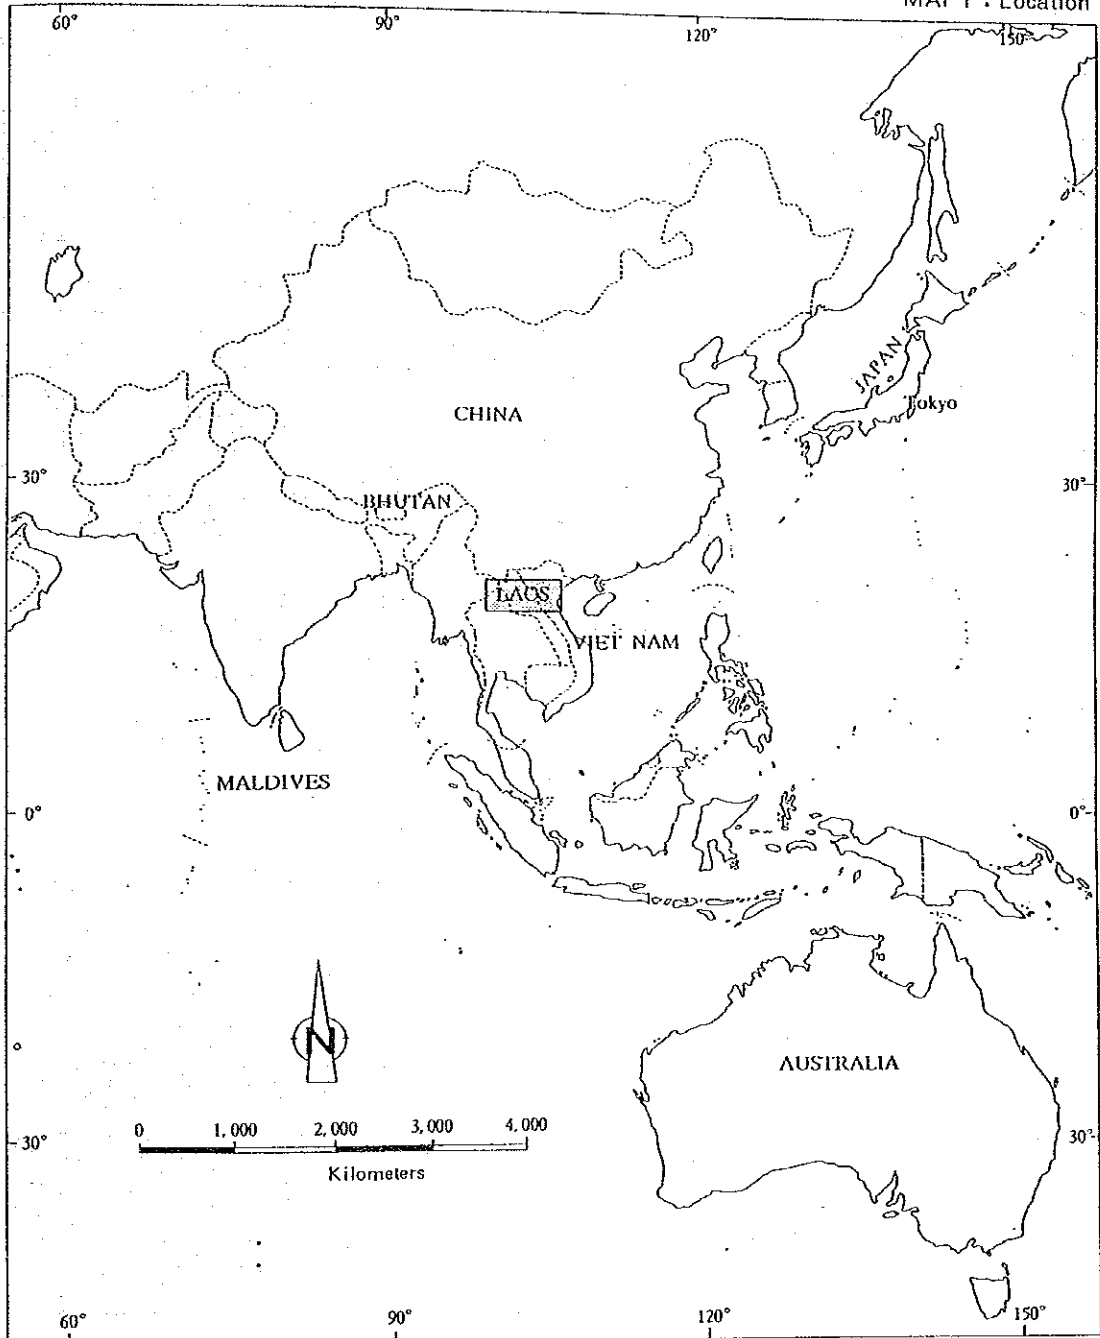 MAP 1 : Location
60°
90°
120°
150°
CHINA
JAPAN
Tokyo
30°
30°
BHUTAN
LAOS
VIET NAM
MALDIVES
0°
0°
N
AUSTRALIA
0
1,000
2,000
3,000
4,000
30°
30°
Kilometers
60°
90°
120°
150°